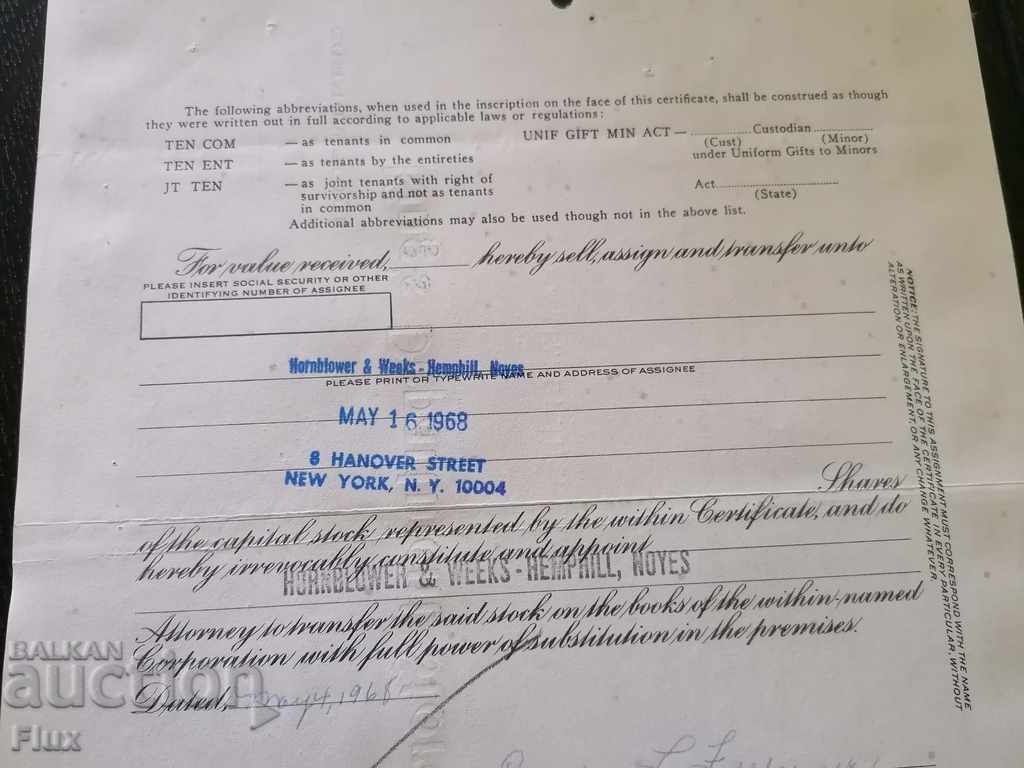 The following abbreviations, when used in the inscription on the face of this certificate, shall be construed as though
they were written out in full according to applicable laws or regulations:
TEN COM — as tenants in common
TEN ENT — as tenants by the entireties
JT TEN — as joint tenants with right of
survivorship and not as tenants
in common
UNIF GIFT MIN ACT — .................... Custodian ....................
(Cust) (Minor)
under Uniform Gifts to Minors
Act ....................
(State)
Additional abbreviations may also be used though not in the above list.
For value received, ________ hereby sell, assign and transfer unto
PLEASE INSERT SOCIAL SECURITY OR OTHER
IDENTIFYING NUMBER OF ASSIGNEE
Hornblower & Weeks - Hemphill, Noyes
PLEASE PRINT OR TYPEWRITE NAME AND ADDRESS OF ASSIGNEE
MAY 16 1968
8 HANOVER STREET
NEW YORK, N. Y. 10004
Shares
of the capital stock represented by the within Certificate, and do
hereby irrevocably constitute and appoint
HORNBLOWER & WEEKS - HEMPHILL, NOYES
Attorney to transfer the said stock on the books of the within-named
Corporation with full power of substitution in the premises.
Dated, 1968
NOTICE: THE SIGNATURE TO THIS ASSIGNMENT MUST CORRESPOND WITH THE NAME
AS WRITTEN UPON THE FACE OF THE CERTIFICATE IN EVERY PARTICULAR, WITHOUT
ALTERATION OR ENLARGEMENT, OR ANY CHANGE WHATEVER.
BALKAN
auction
Flux